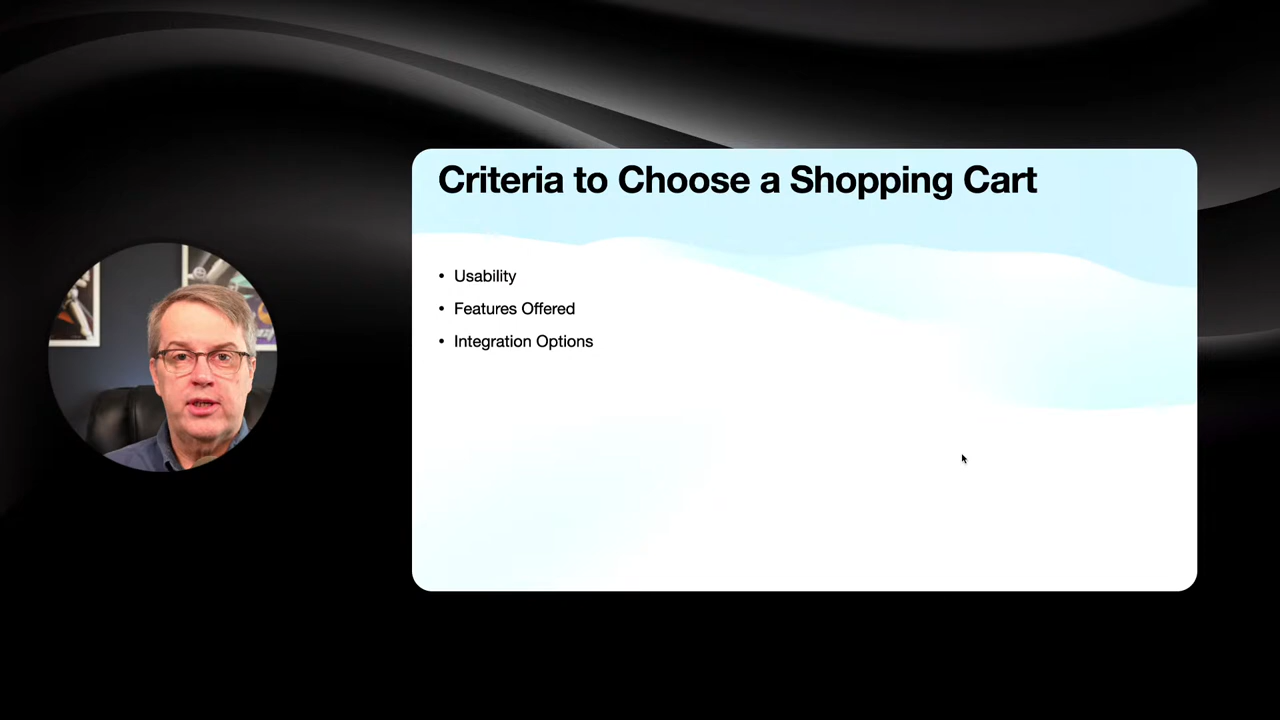 Criteria to Choose a Shopping Cart
• Usability
• Features Offered
• Integration Options